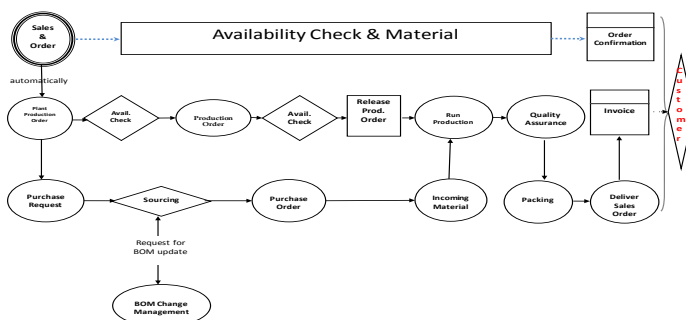 Sales
&
Order
Availability Check & Material
Order
Confirmation
automatically
Plant
Production
Order
Avail.
Check
Production
Order
Avail.
Check
Release
Prod.
Order
Run
Production
Quality
Assurance
Invoice
Customer
Purchase
Request
Sourcing
Purchase
Order
Incoming
Material
Packing
Deliver
Sales
Order
Request for
BOM update
BOM Change
Management